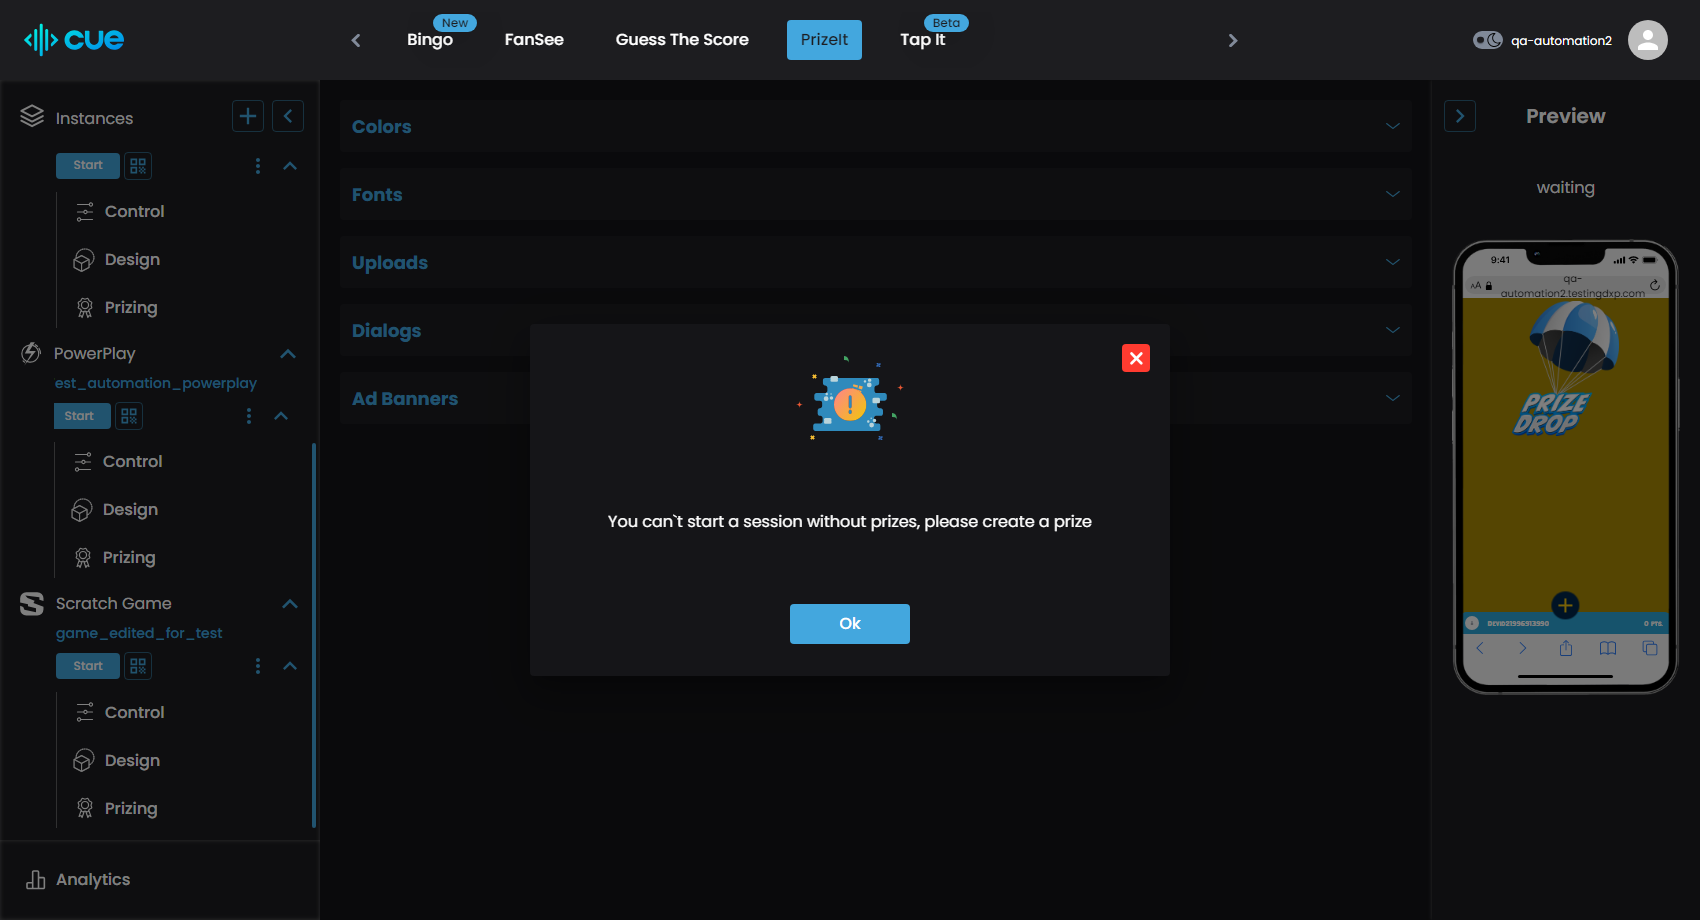 cue
Bingo
New
FanSee
Guess The Score
PrizeIt
Tap It
Beta
qa-automation2
Instances
Start
Control
Design
Prizing
PowerPlay
est_automation_powerplay
Start
Control
Design
Prizing
Scratch Game
game_edited_for_test
Start
Control
Design
Prizing
Analytics
Colors
Fonts
Uploads
Dialogs
Ad Banners
You can`t start a session without prizes, please create a prize
Ok
Preview
waiting
9:41
AA
qa-
automation2.testingdxp.com
PRIZE
DROP
0 PTS.